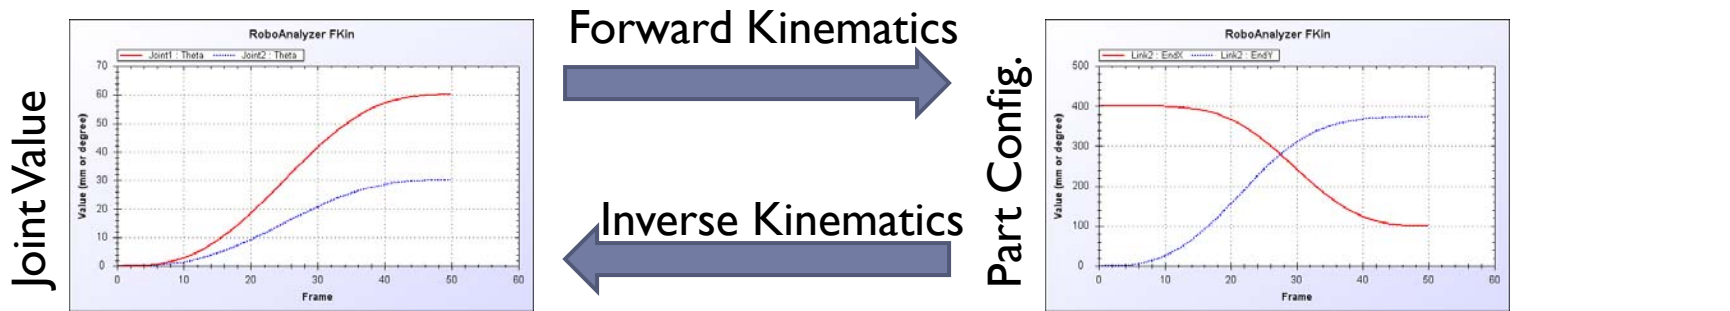 Joint Value
RoboAnalyzer FKin
Joint1 : Theta Joint2 : Theta
Value (mm or degree)
70
60
50
40
30
20
10
0
0 10 20 30 40 50 60
Frame
Forward Kinematics
Inverse Kinematics
Part Config.
RoboAnalyzer FKin
Link2 : EndX Link2 : EndY
Value (mm or degree)
500
400
300
200
100
0
0 10 20 30 40 50 60
Frame